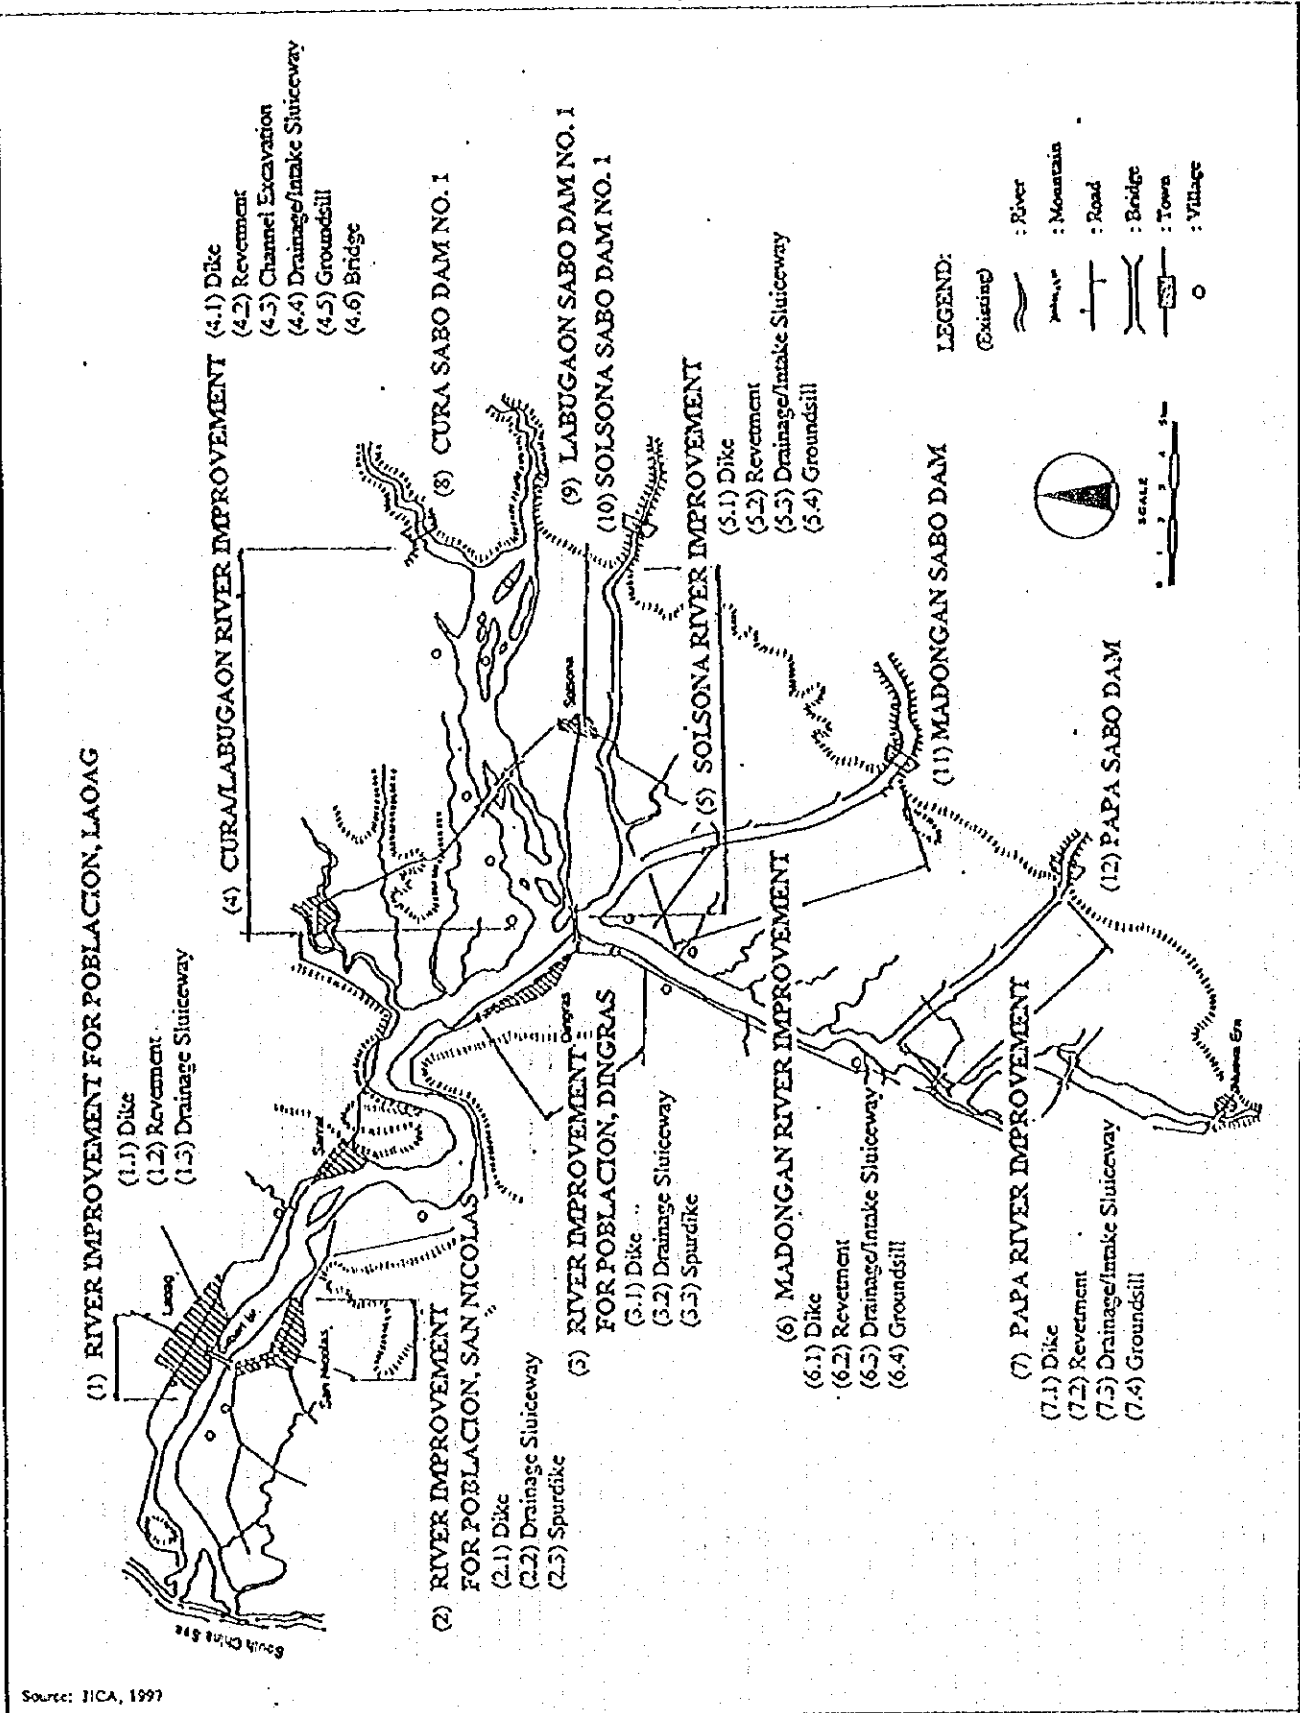 (1) RIVER IMPROVEMENT FOR POBLACION, LAOAG
(1.1) Dike
(1.2) Revetment
(1.3) Drainage Sluiceway
(4) CURA/LABUGAON RIVER IMPROVEMENT
(4.1) Dike
(4.2) Revetment
(4.3) Channel Excavation
(4.4) Drainage/Intake Sluiceway
(4.5) Groundsill
(4.6) Bridge
(8) CURA SABO DAM NO. 1
(9) LABUGAON SABO DAM NO. 1
(10) SOLSONA SABO DAM NO. 1
(5) SOLSONA RIVER IMPROVEMENT
(5.1) Dike
(5.2) Revetment
(5.3) Drainage/Intake Sluiceway
(5.4) Groundsill
(11) MADONGAN SABO DAM
(12) PAPA SABO DAM
(2) RIVER IMPROVEMENT
FOR POBLACION, SAN NICOLAS
(2.1) Dike
(2.2) Drainage Sluiceway
(2.3) Spurdike
(3) RIVER IMPROVEMENT
FOR POBLACION, DINGRAS
(3.1) Dike
(3.2) Drainage Sluiceway
(3.3) Spurdike
(6) MADONGAN RIVER IMPROVEMENT
(6.1) Dike
(6.2) Revetment
(6.3) Drainage/Intake Sluiceway
(6.4) Groundsill
(7) PAPA RIVER IMPROVEMENT
(7.1) Dike
(7.2) Revetment
(7.3) Drainage/Intake Sluiceway
(7.4) Groundsill
South China Sea
Laoag
San Nicolas
Sarrat
Dingras
Solsona
LEGEND:
(Existing)
: River
: Mountain
: Road
: Bridge
: Town
: Village
SCALE
0 1 2 3 4 5 km
Source: JICA, 1997